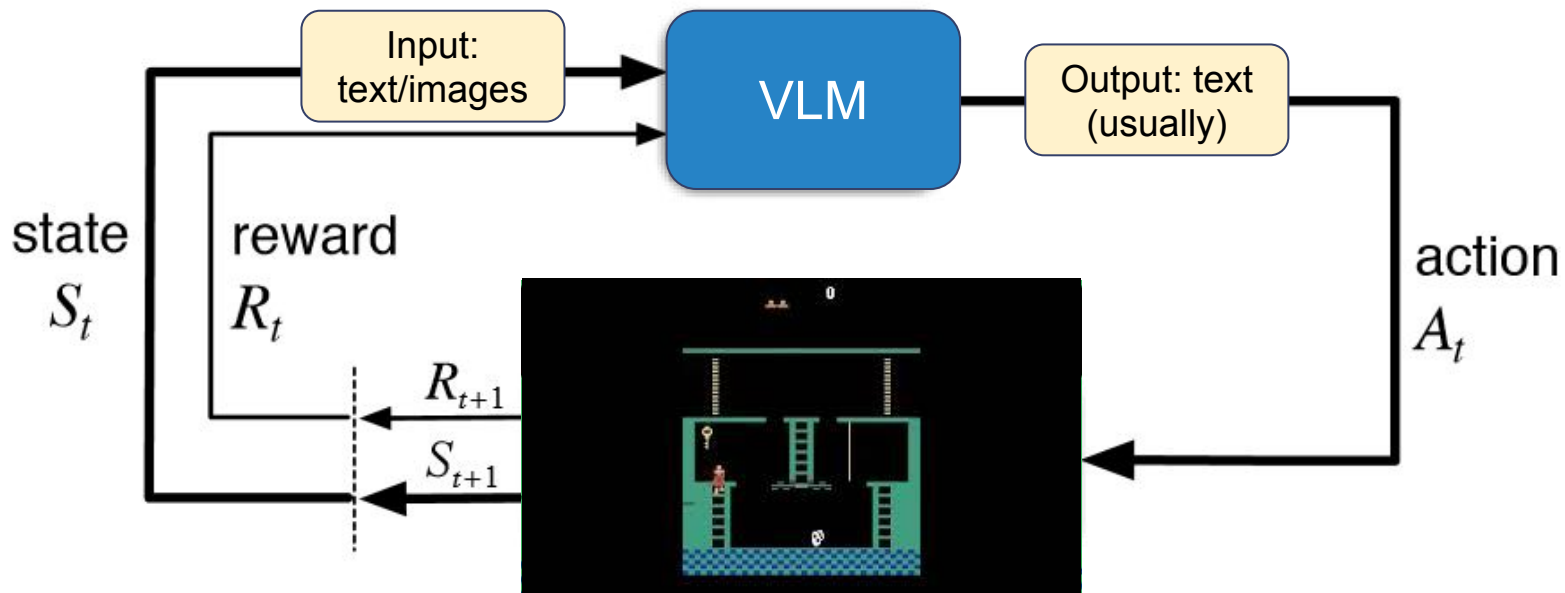 Input:
text/images
VLM
Output: text
(usually)
state
S_t
reward
R_t
action
A_t
0
R_{t+1}
S_{t+1}